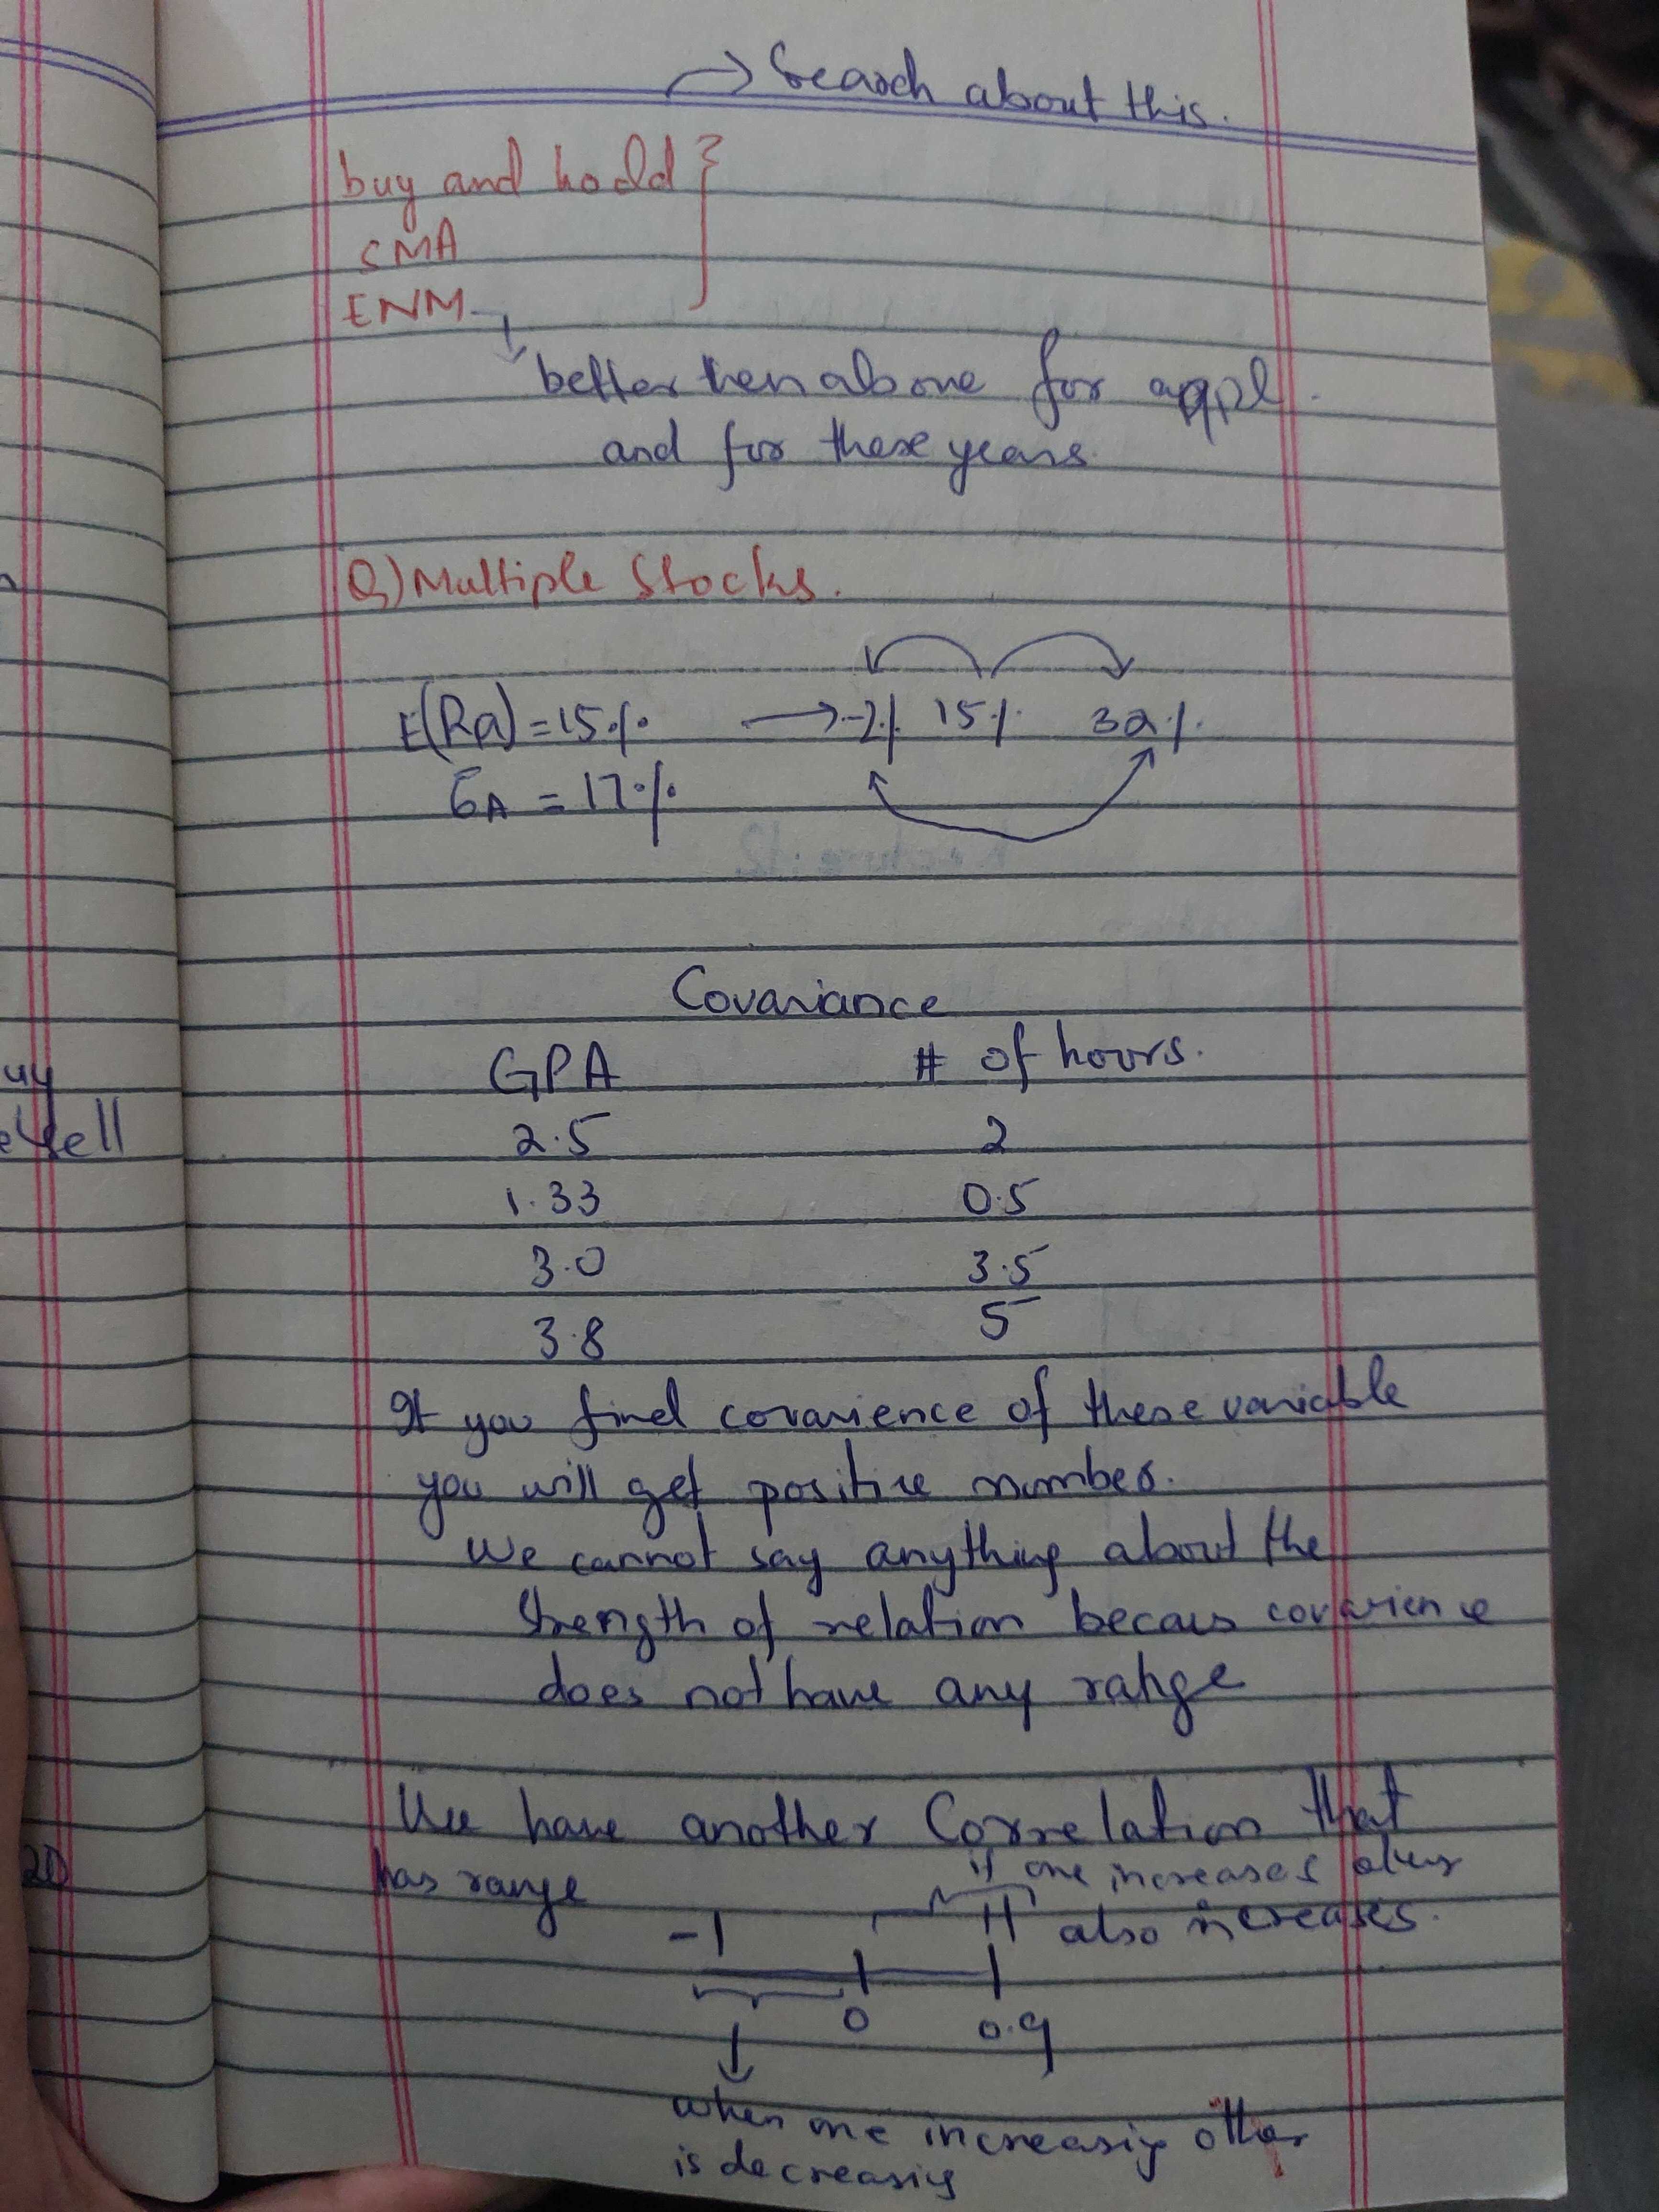 → Search about this.
buy and hold }
SMA
ENM
better then above for appl.
and for these years.
Q) Multiple Stocks.
E(Ra) = 15% → -2% 15% 32%
σA = 17%
Covariance
GPA # of hours.
2.5 2
1.33 0.5
3.0 3.5
3.8 5
If you find covarience of these variable
you will get positive number.
We cannot say anything about the
strength of relation becaus covarience
does not have any range
We have another Correlation that
has range if one increases other
-1 +1 also increases.
0 0.9
when one increasing other
is decreasing
uy
sell
20